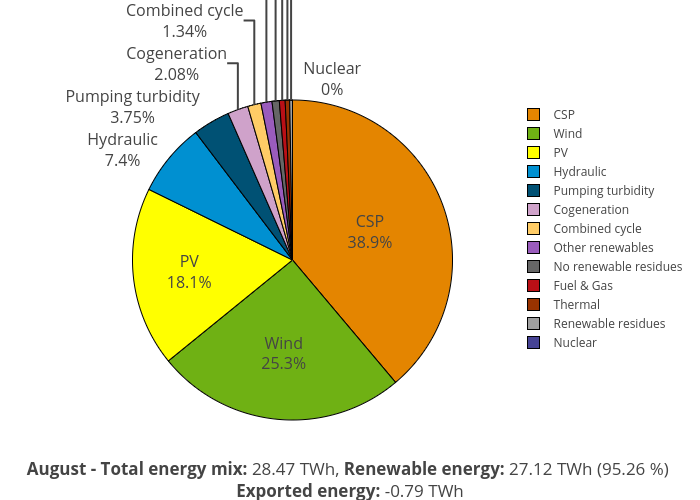 Combined cycle
1.34%
Cogeneration
2.08%
Pumping turbidity
3.75%
Hydraulic
7.4%
Nuclear
0%
CSP
38.9%
PV
18.1%
Wind
25.3%
CSP
Wind
PV
Hydraulic
Pumping turbidity
Cogeneration
Combined cycle
Other renewables
No renewable residues
Fuel & Gas
Thermal
Renewable residues
Nuclear
August - Total energy mix: 28.47 TWh, Renewable energy: 27.12 TWh (95.26 %)
Exported energy: -0.79 TWh